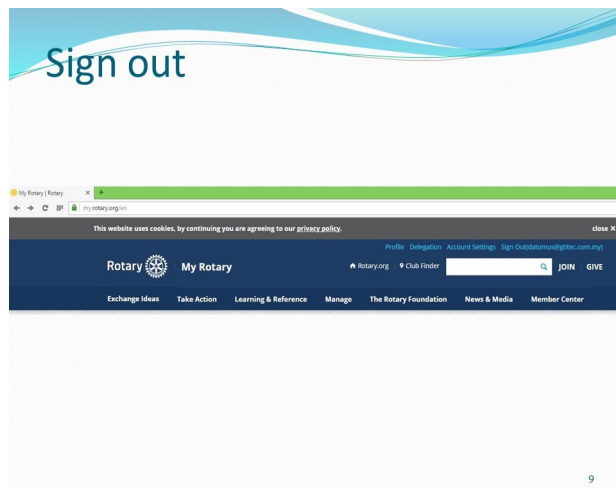 Sign out
My Rotary | Rotary
my.rotary.org/en
This website uses cookies, by continuing you are agreeing to our privacy policy.
close X
Profile Delegation Account Settings Sign Out(datomus@gtitec.com.my)
Rotary My Rotary Rotary.org Club Finder JOIN GIVE
Exchange Ideas Take Action Learning & Reference Manage The Rotary Foundation News & Media Member Center
9